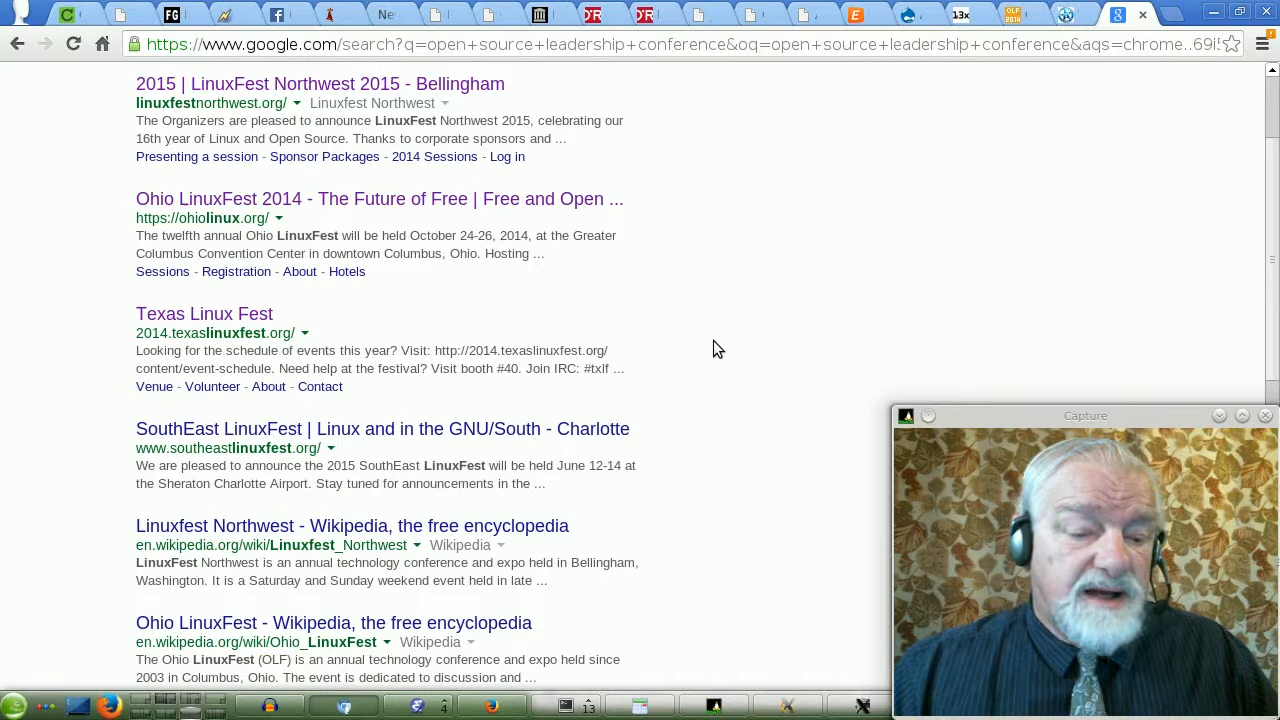 FG
Ne
E
13x
OLF
2014
https://www.google.com/search?q=open+source+leadership+conference&oq=open+source+leadership+conference&aqs=chrome..69i5
2015 | LinuxFest Northwest 2015 - Bellingham
linuxfestnorthwest.org/ Linuxfest Northwest
The Organizers are pleased to announce LinuxFest Northwest 2015, celebrating our
16th year of Linux and Open Source. Thanks to corporate sponsors and ...
Presenting a session - Sponsor Packages - 2014 Sessions - Log in
Ohio LinuxFest 2014 - The Future of Free | Free and Open ...
https://ohiolinux.org/
The twelfth annual Ohio LinuxFest will be held October 24-26, 2014, at the Greater
Columbus Convention Center in downtown Columbus, Ohio. Hosting ...
Sessions - Registration - About - Hotels
Texas Linux Fest
2014.texaslinuxfest.org/
Looking for the schedule of events this year? Visit: http://2014.texaslinuxfest.org/
content/event-schedule. Need help at the festival? Visit booth #40. Join IRC: #txlf ...
Venue - Volunteer - About - Contact
SouthEast LinuxFest | Linux and in the GNU/South - Charlotte
www.southeastlinuxfest.org/
We are pleased to announce the 2015 SouthEast LinuxFest will be held June 12-14 at
the Sheraton Charlotte Airport. Stay tuned for announcements in the ...
Linuxfest Northwest - Wikipedia, the free encyclopedia
en.wikipedia.org/wiki/Linuxfest_Northwest Wikipedia
LinuxFest Northwest is an annual technology conference and expo held in Bellingham,
Washington. It is a Saturday and Sunday weekend event held in late ...
Ohio LinuxFest - Wikipedia, the free encyclopedia
en.wikipedia.org/wiki/Ohio_LinuxFest Wikipedia
The Ohio LinuxFest (OLF) is an annual technology conference and expo held since
2003 in Columbus, Ohio. The event is dedicated to discussion and ...
Capture
4
13